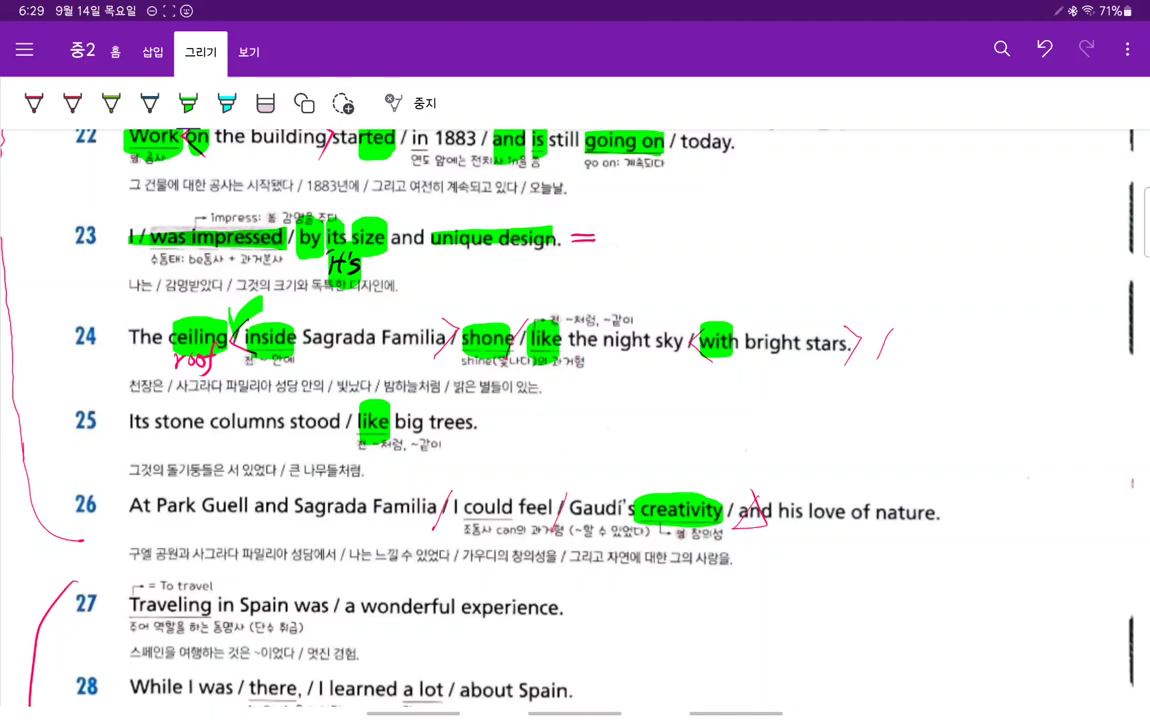 6:29 9월 14일 목요일 71%
중2 홈 삽입 그리기 보기
중지
22 Work on the building / started / in 1883 / and is still going on / today.
명 공사 연도 앞에는 전치사 in을 씀 go on: 계속되다
그 건물에 대한 공사는 시작됐다 / 1883년에 / 그리고 여전히 계속되고 있다 / 오늘날.
impress: 동 감명을 주다
23 I / was impressed / by its size and unique design. =
수동태: be동사 + 과거분사 it's
나는 / 감명받았다 / 그것의 크기와 독특한 디자인에.
전 ~처럼, ~같이
24 The ceiling / inside Sagrada Familia / shone / like the night sky / with bright stars. /
roof 전 ~ 안에 shine(빛나다)의 과거형
천장은 / 사그라다 파밀리아 성당 안의 / 빛났다 / 밤하늘처럼 / 밝은 별들이 있는.
25 Its stone columns stood / like big trees.
전 ~처럼, ~같이
그것의 돌기둥들은 서 있었다 / 큰 나무들처럼.
26 At Park Guell and Sagrada Familia / I could feel / Gaudí's creativity / and his love of nature.
조동사 can의 과거형 (~할 수 있었다) 명 창의성
구엘 공원과 사그라다 파밀리아 성당에서 / 나는 느낄 수 있었다 / 가우디의 창의성을 / 그리고 자연에 대한 그의 사랑을.
= To travel
27 Traveling in Spain was / a wonderful experience.
주어 역할을 하는 동명사 (단수 취급)
스페인을 여행하는 것은 ~이었다 / 멋진 경험.
28 While I was / there, / I learned a lot / about Spain.